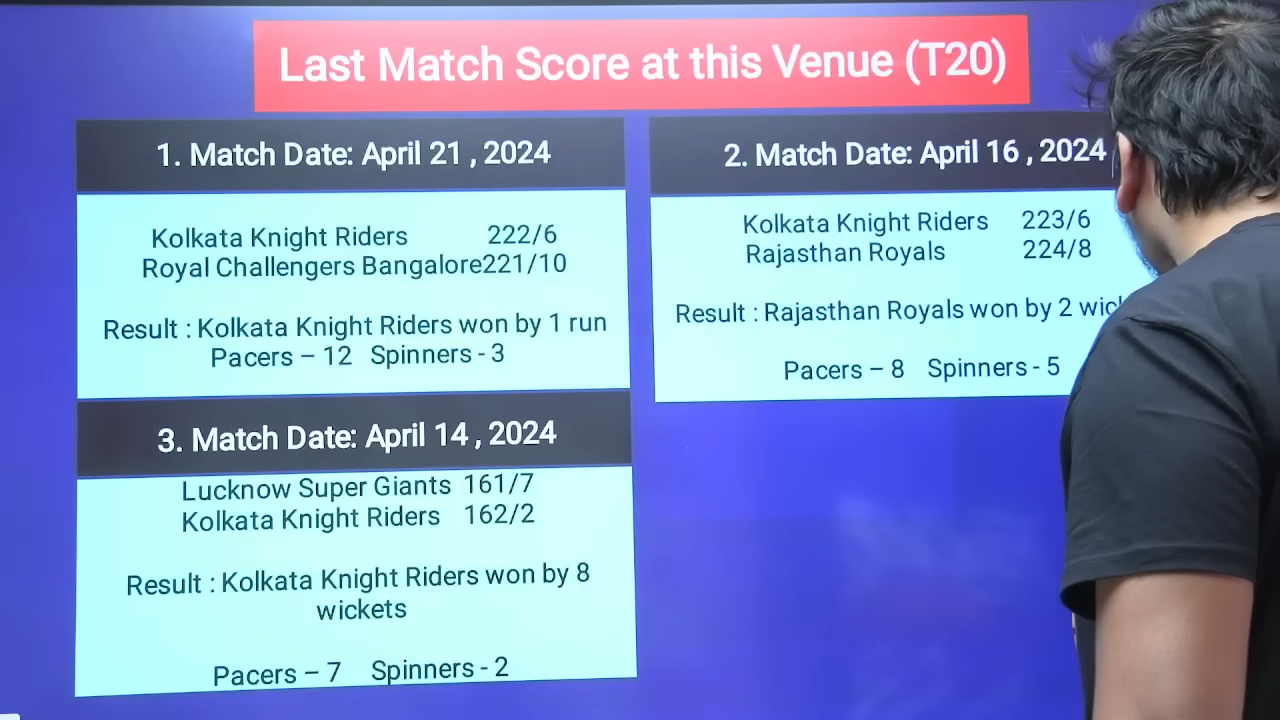 Last Match Score at this Venue (T20)
1. Match Date: April 21 , 2024
Kolkata Knight Riders 222/6
Royal Challengers Bangalore221/10
Result : Kolkata Knight Riders won by 1 run
Pacers – 12 Spinners - 3
2. Match Date: April 16 , 2024
Kolkata Knight Riders 223/6
Rajasthan Royals 224/8
Result : Rajasthan Royals won by 2
Pacers – 8 Spinners - 5
3. Match Date: April 14 , 2024
Lucknow Super Giants 161/7
Kolkata Knight Riders 162/2
Result : Kolkata Knight Riders won by 8
wickets
Pacers – 7 Spinners - 2